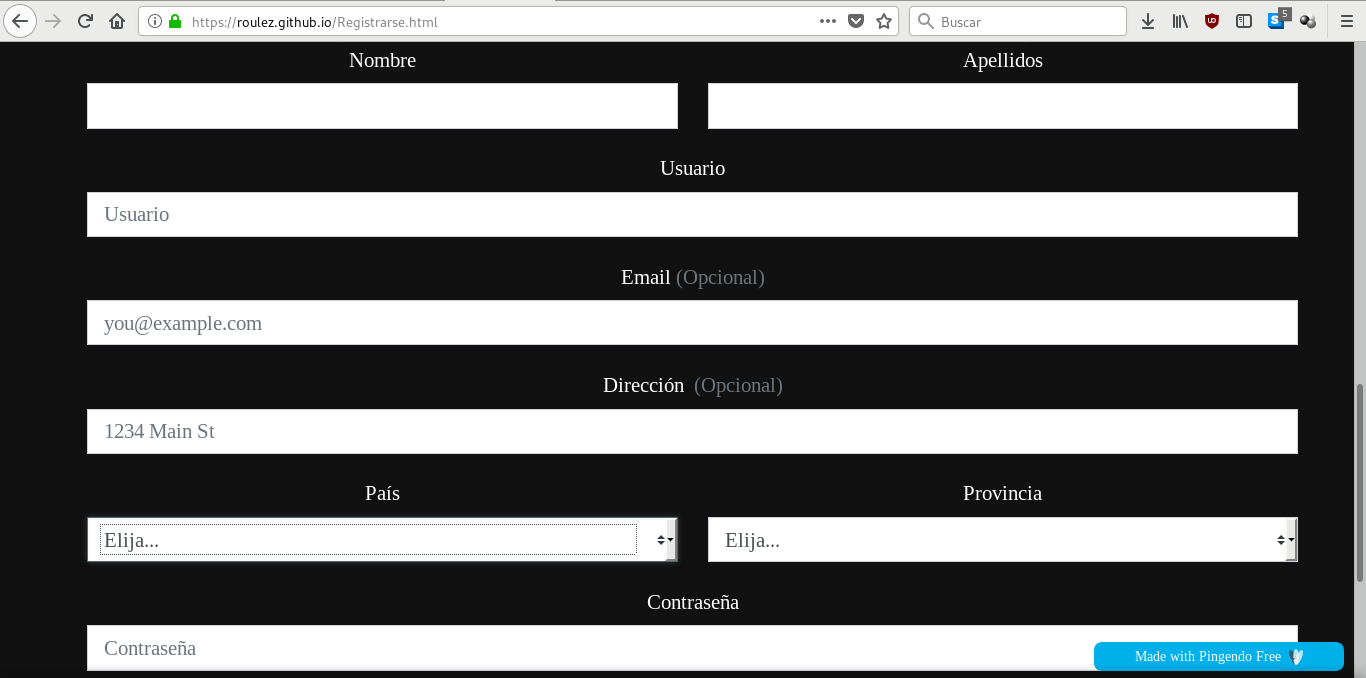 https://roulez.github.io/Registrarse.html
Buscar
5
Nombre Apellidos
Usuario
Usuario
Email (Opcional)
you@example.com
Dirección (Opcional)
1234 Main St
País Provincia
Elija... Elija...
Contraseña
Contraseña
Made with Pingendo Free